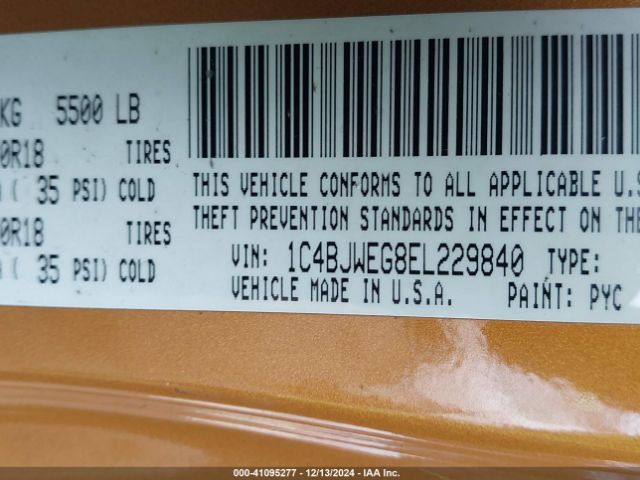 KG 5500 LB
0R18 TIRES
( 35 PSI) COLD
0R18 TIRES
( 35 PSI) COLD
THIS VEHICLE CONFORMS TO ALL APPLICABLE U.S
THEFT PREVENTION STANDARDS IN EFFECT ON THE
VIN: 1C4BJWEG8EL229840 TYPE:
VEHICLE MADE IN U.S.A. PAINT: PYC
000-41095277 - 12/13/2024 - IAA Inc.